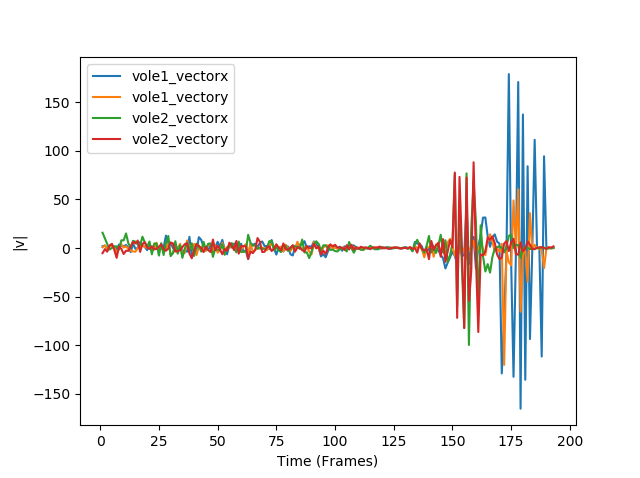 vole1_vectorx
vole1_vectory
vole2_vectorx
vole2_vectory
150
100
50
0
−50
−100
−150
|v|
0 25 50 75 100 125 150 175 200
Time (Frames)